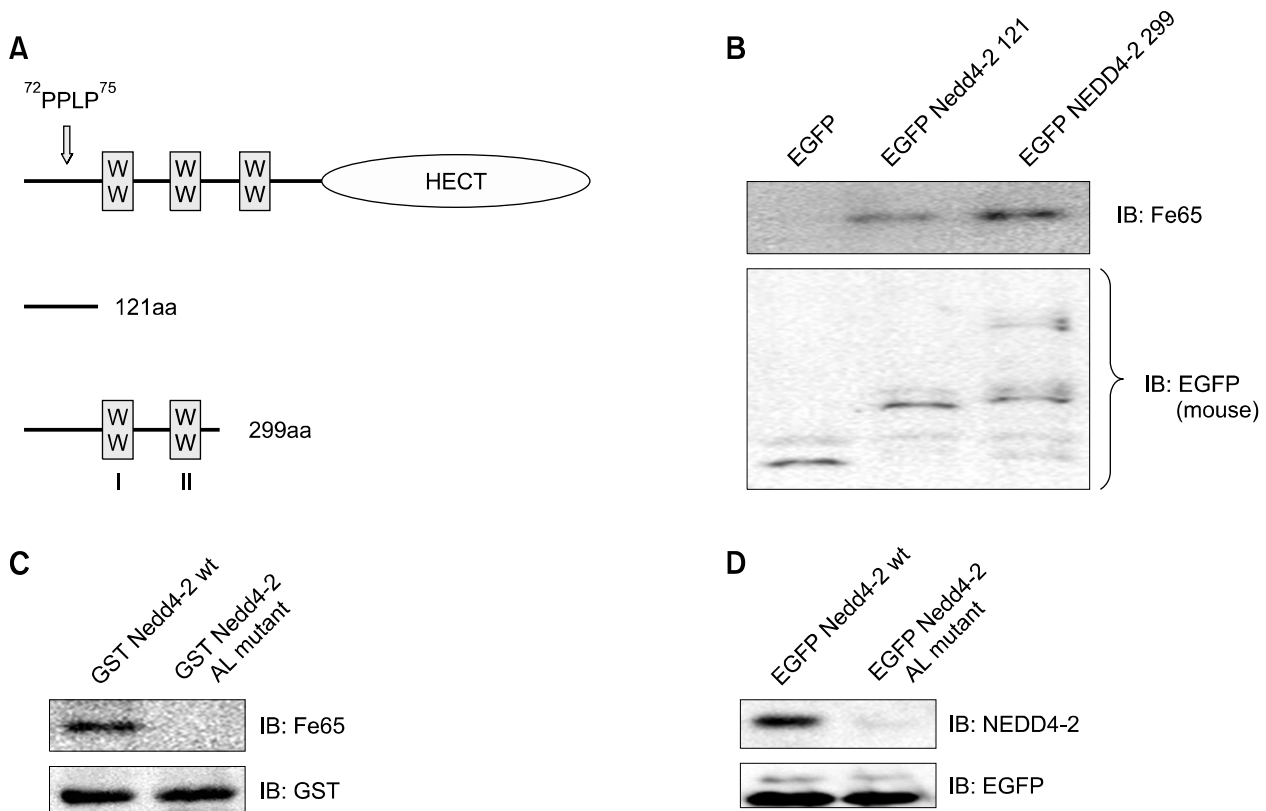 A
72PPLP75
W
W
W
W
W
W
HECT
121aa
W
W
W
W
299aa
I
II
B
EGFP
EGFP Nedd4-2 121
EGFP NEDD4-2 299
IB: Fe65
IB: EGFP
(mouse)
C
GST Nedd4-2 wt
GST Nedd4-2
AL mutant
IB: Fe65
IB: GST
D
EGFP Nedd4-2 wt
EGFP Nedd4-2
AL mutant
IB: NEDD4-2
IB: EGFP